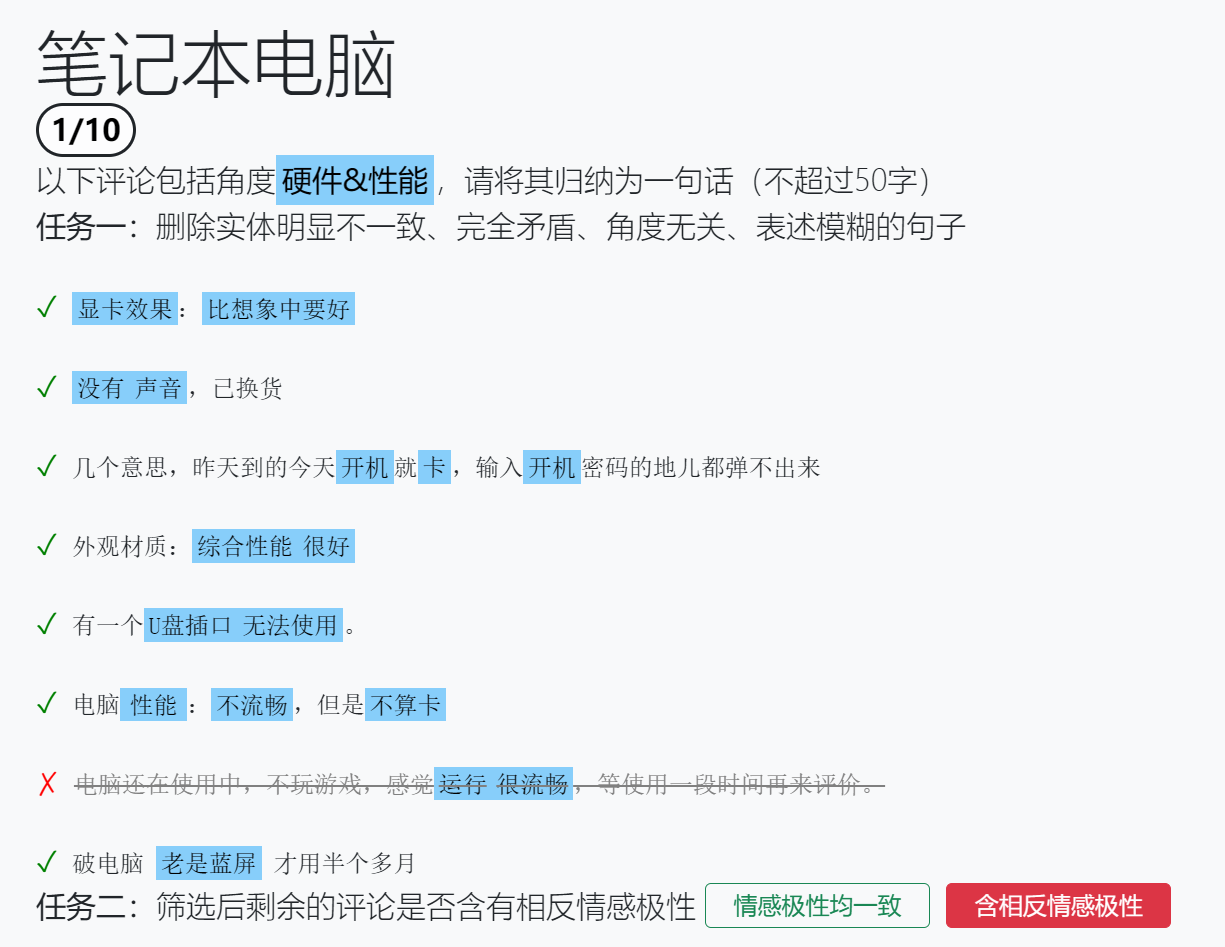 笔记本电脑
1/10
以下评论包括角度 硬件&性能 ，请将其归纳为一句话（不超过50字）
任务一：删除实体明显不一致、完全矛盾、角度无关、表述模糊的句子
✓ 显卡效果： 比想象中要好
✓ 没有 声音，已换货
✓ 几个意思，昨天到的今天开机就卡，输入开机密码的地儿都弹不出来
✓ 外观材质：综合性能 很好
✓ 有一个U盘插口 无法使用。
✓ 电脑 性能 ： 不流畅，但是不算卡
✗ 电脑还在使用中，不玩游戏，感觉运行 很流畅，等使用一段时间再来评价。
✓ 破电脑 老是蓝屏 才用半个多月
任务二：筛选后剩余的评论是否含有相反情感极性 情感极性均一致 含相反情感极性